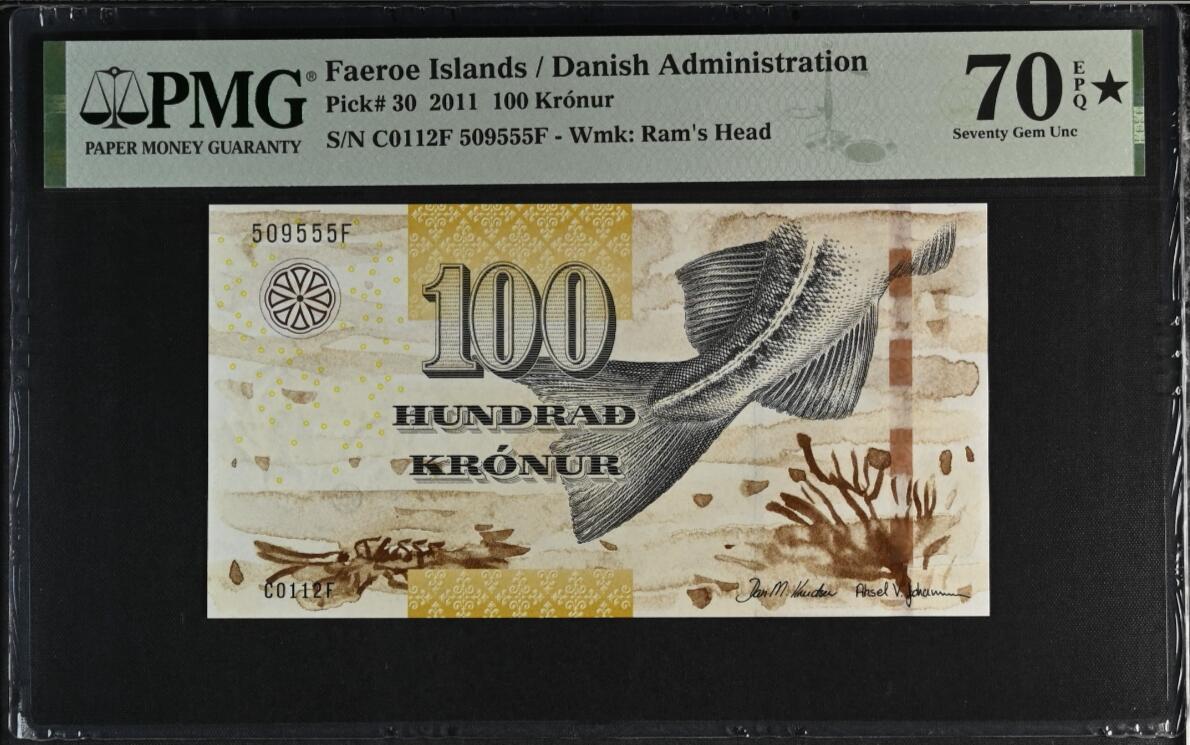 PMG®
PAPER MONEY GUARANTY
Faeroe Islands / Danish Administration
Pick# 30 2011 100 Krónur
S/N C0112F 509555F - Wmk: Ram's Head
70 EPQ ★
Seventy Gem Unc
509555F
100
HUNDRAÐ
KRÓNUR
C0112F